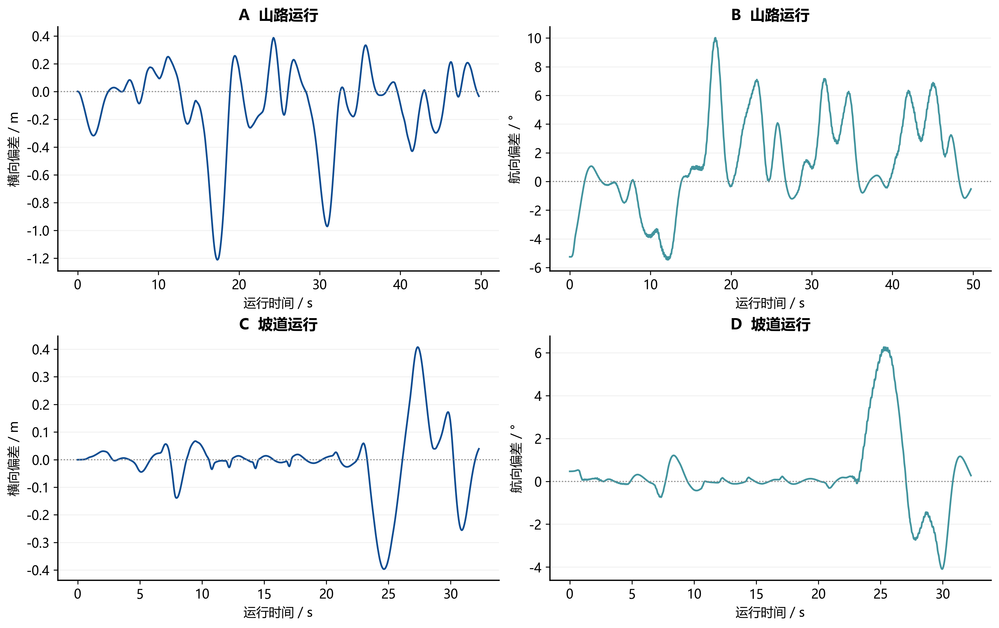 A 山路运行
0.4
0.2
0.0
-0.2
-0.4
-0.6
-0.8
-1.0
-1.2
横向偏差 / m
0 10 20 30 40 50
运行时间 / s
B 山路运行
10
8
6
4
2
0
-2
-4
-6
航向偏差 / °
0 10 20 30 40 50
运行时间 / s
C 坡道运行
0.4
0.3
0.2
0.1
0.0
-0.1
-0.2
-0.3
-0.4
横向偏差 / m
0 5 10 15 20 25 30
运行时间 / s
D 坡道运行
6
4
2
0
-2
-4
航向偏差 / °
0 5 10 15 20 25 30
运行时间 / s